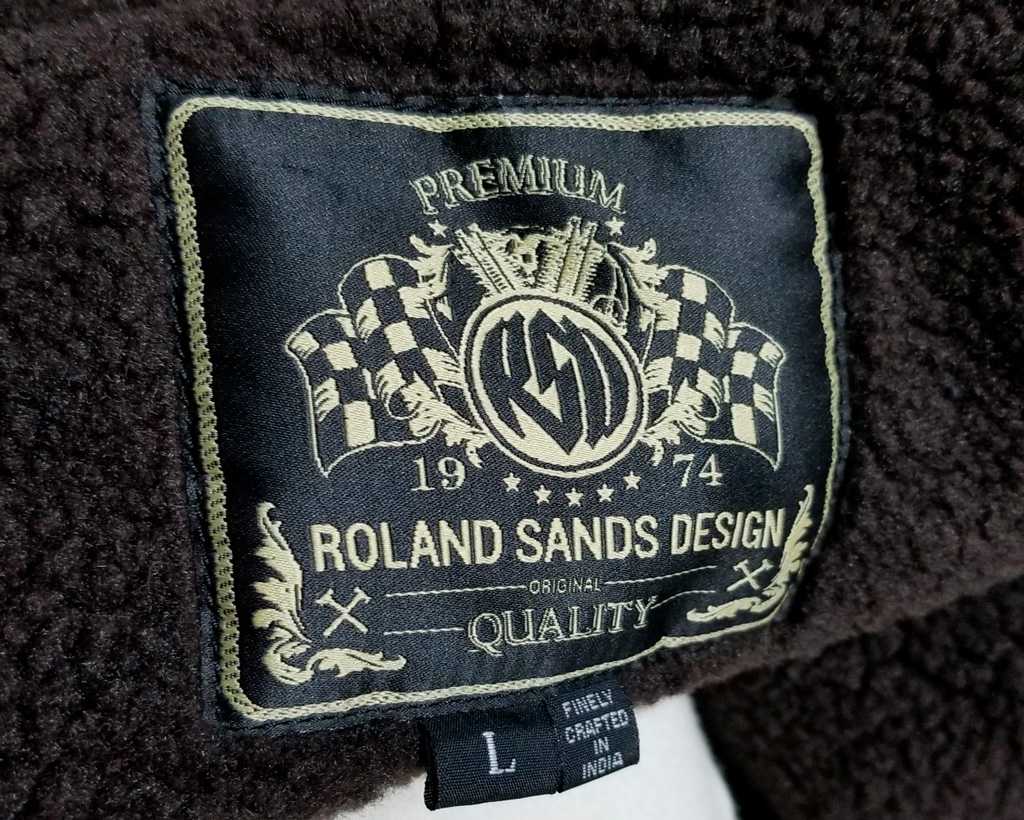 PREMIUM
RSD
19 74
ROLAND SANDS DESIGN
ORIGINAL
QUALITY
L
FINELY
CRAFTED
IN
INDIA